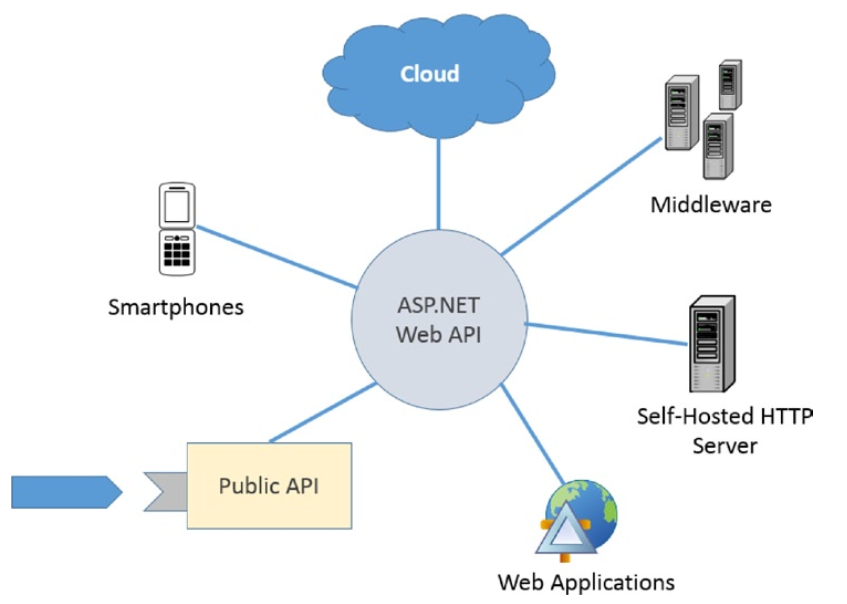 Cloud
Middleware
Smartphones
ASP.NET
Web API
Self-Hosted HTTP
Server
Public API
Web Applications